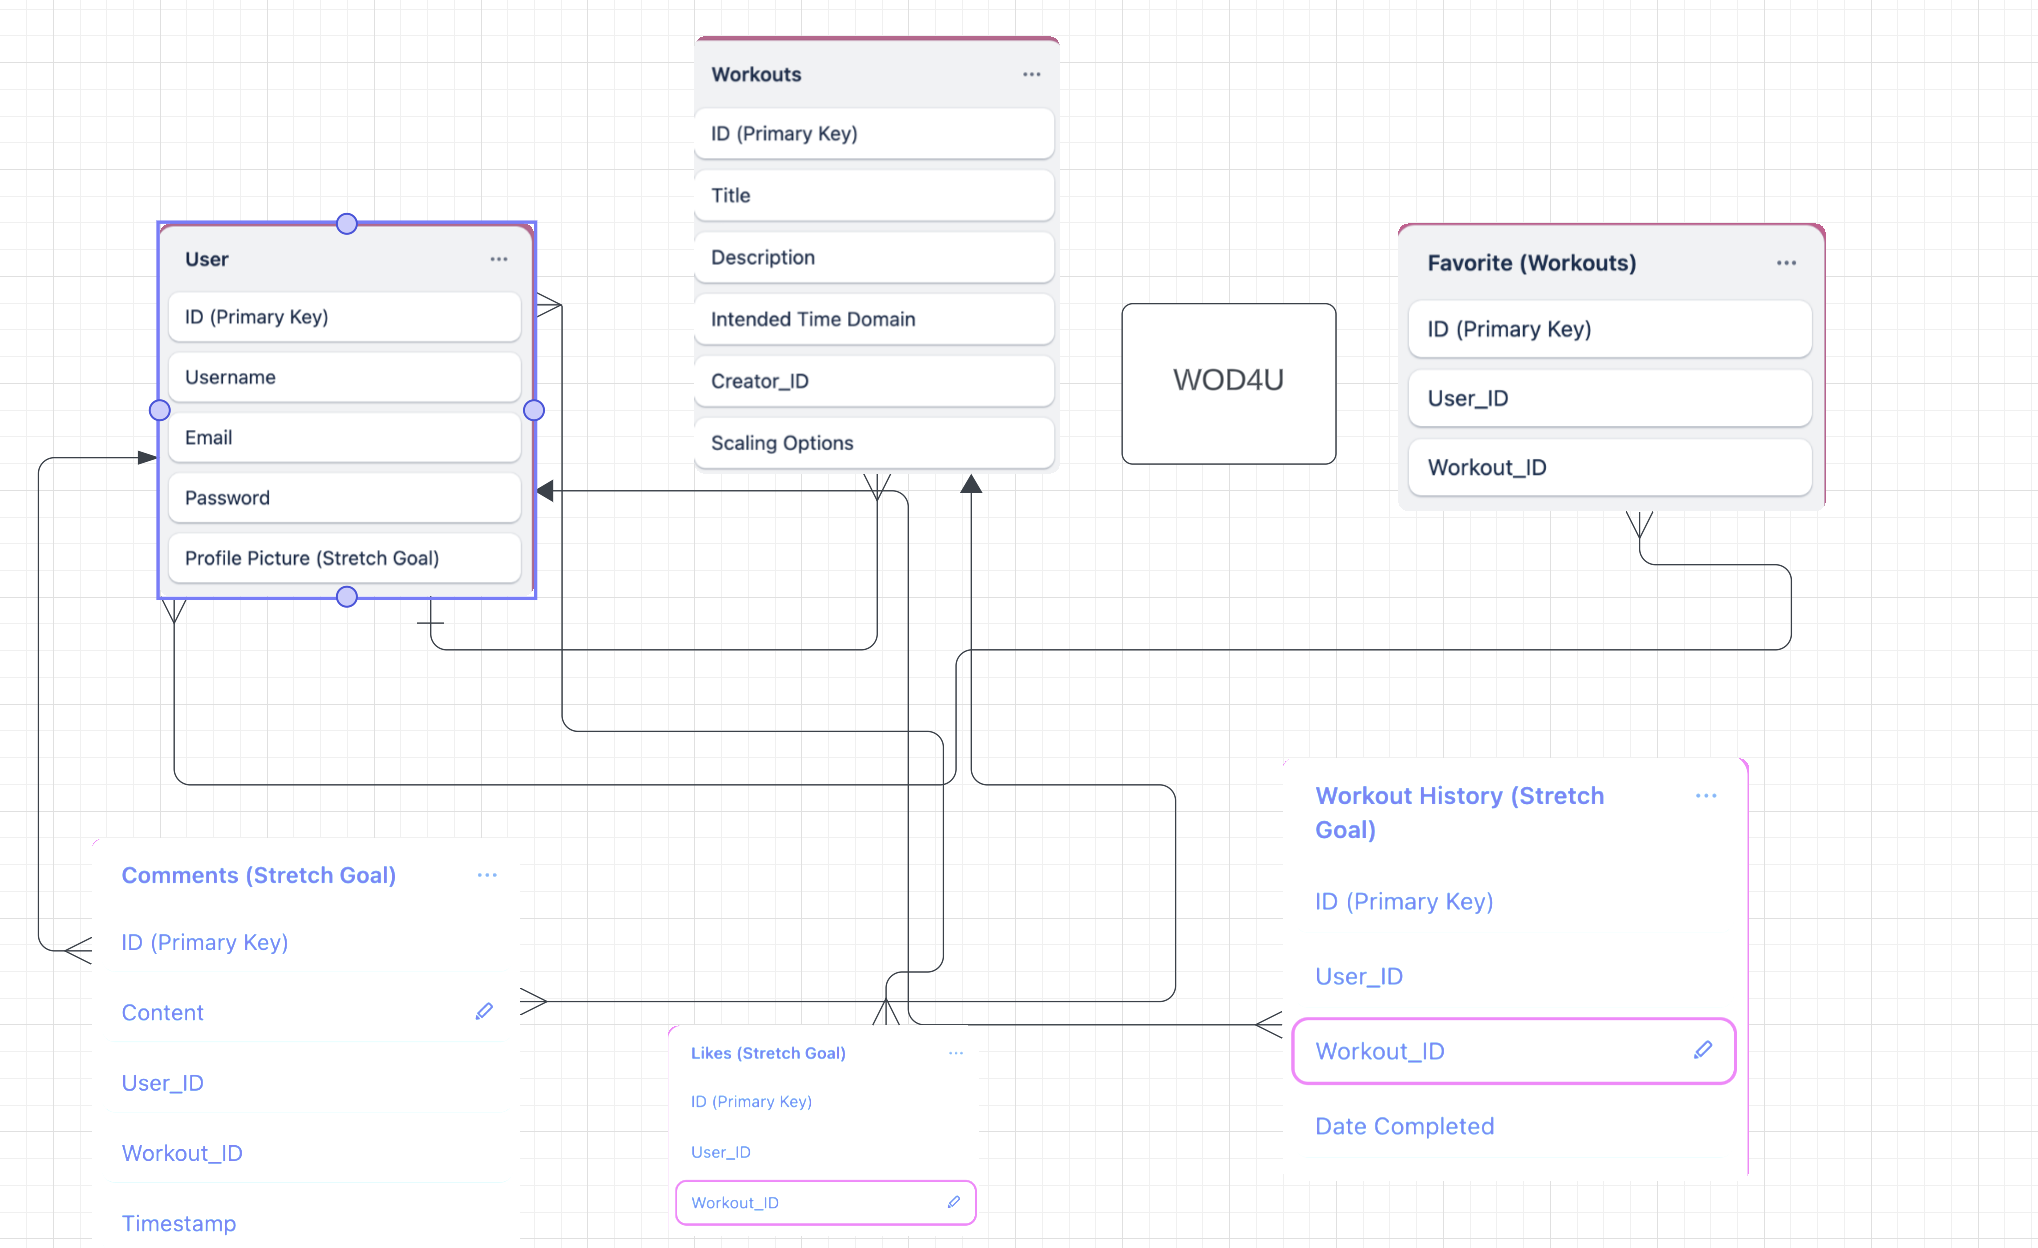 Workouts
ID (Primary Key)
Title
Description
Intended Time Domain
Creator_ID
Scaling Options
User
ID (Primary Key)
Username
Email
Password
Profile Picture (Stretch Goal)
WOD4U
Favorite (Workouts)
ID (Primary Key)
User_ID
Workout_ID
Comments (Stretch Goal)
ID (Primary Key)
Content
User_ID
Workout_ID
Timestamp
Likes (Stretch Goal)
ID (Primary Key)
User_ID
Workout_ID
Workout History (Stretch
Goal)
ID (Primary Key)
User_ID
Workout_ID
Date Completed